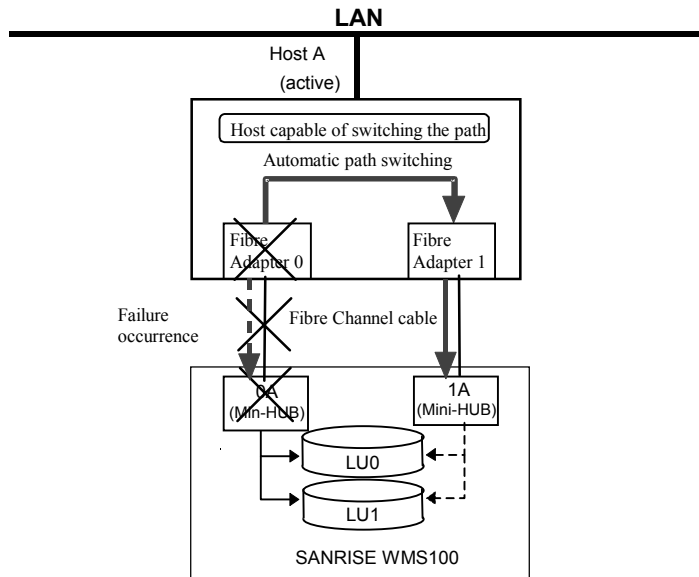 LAN
Host A
(active)
Host capable of switching the path
Automatic path switching
Fibre
Adapter 0
Fibre
Adapter 1
Failure
occurrence
Fibre Channel cable
0A
(Min-HUB)
1A
(Mini-HUB)
LU0
LU1
SANRISE WMS100